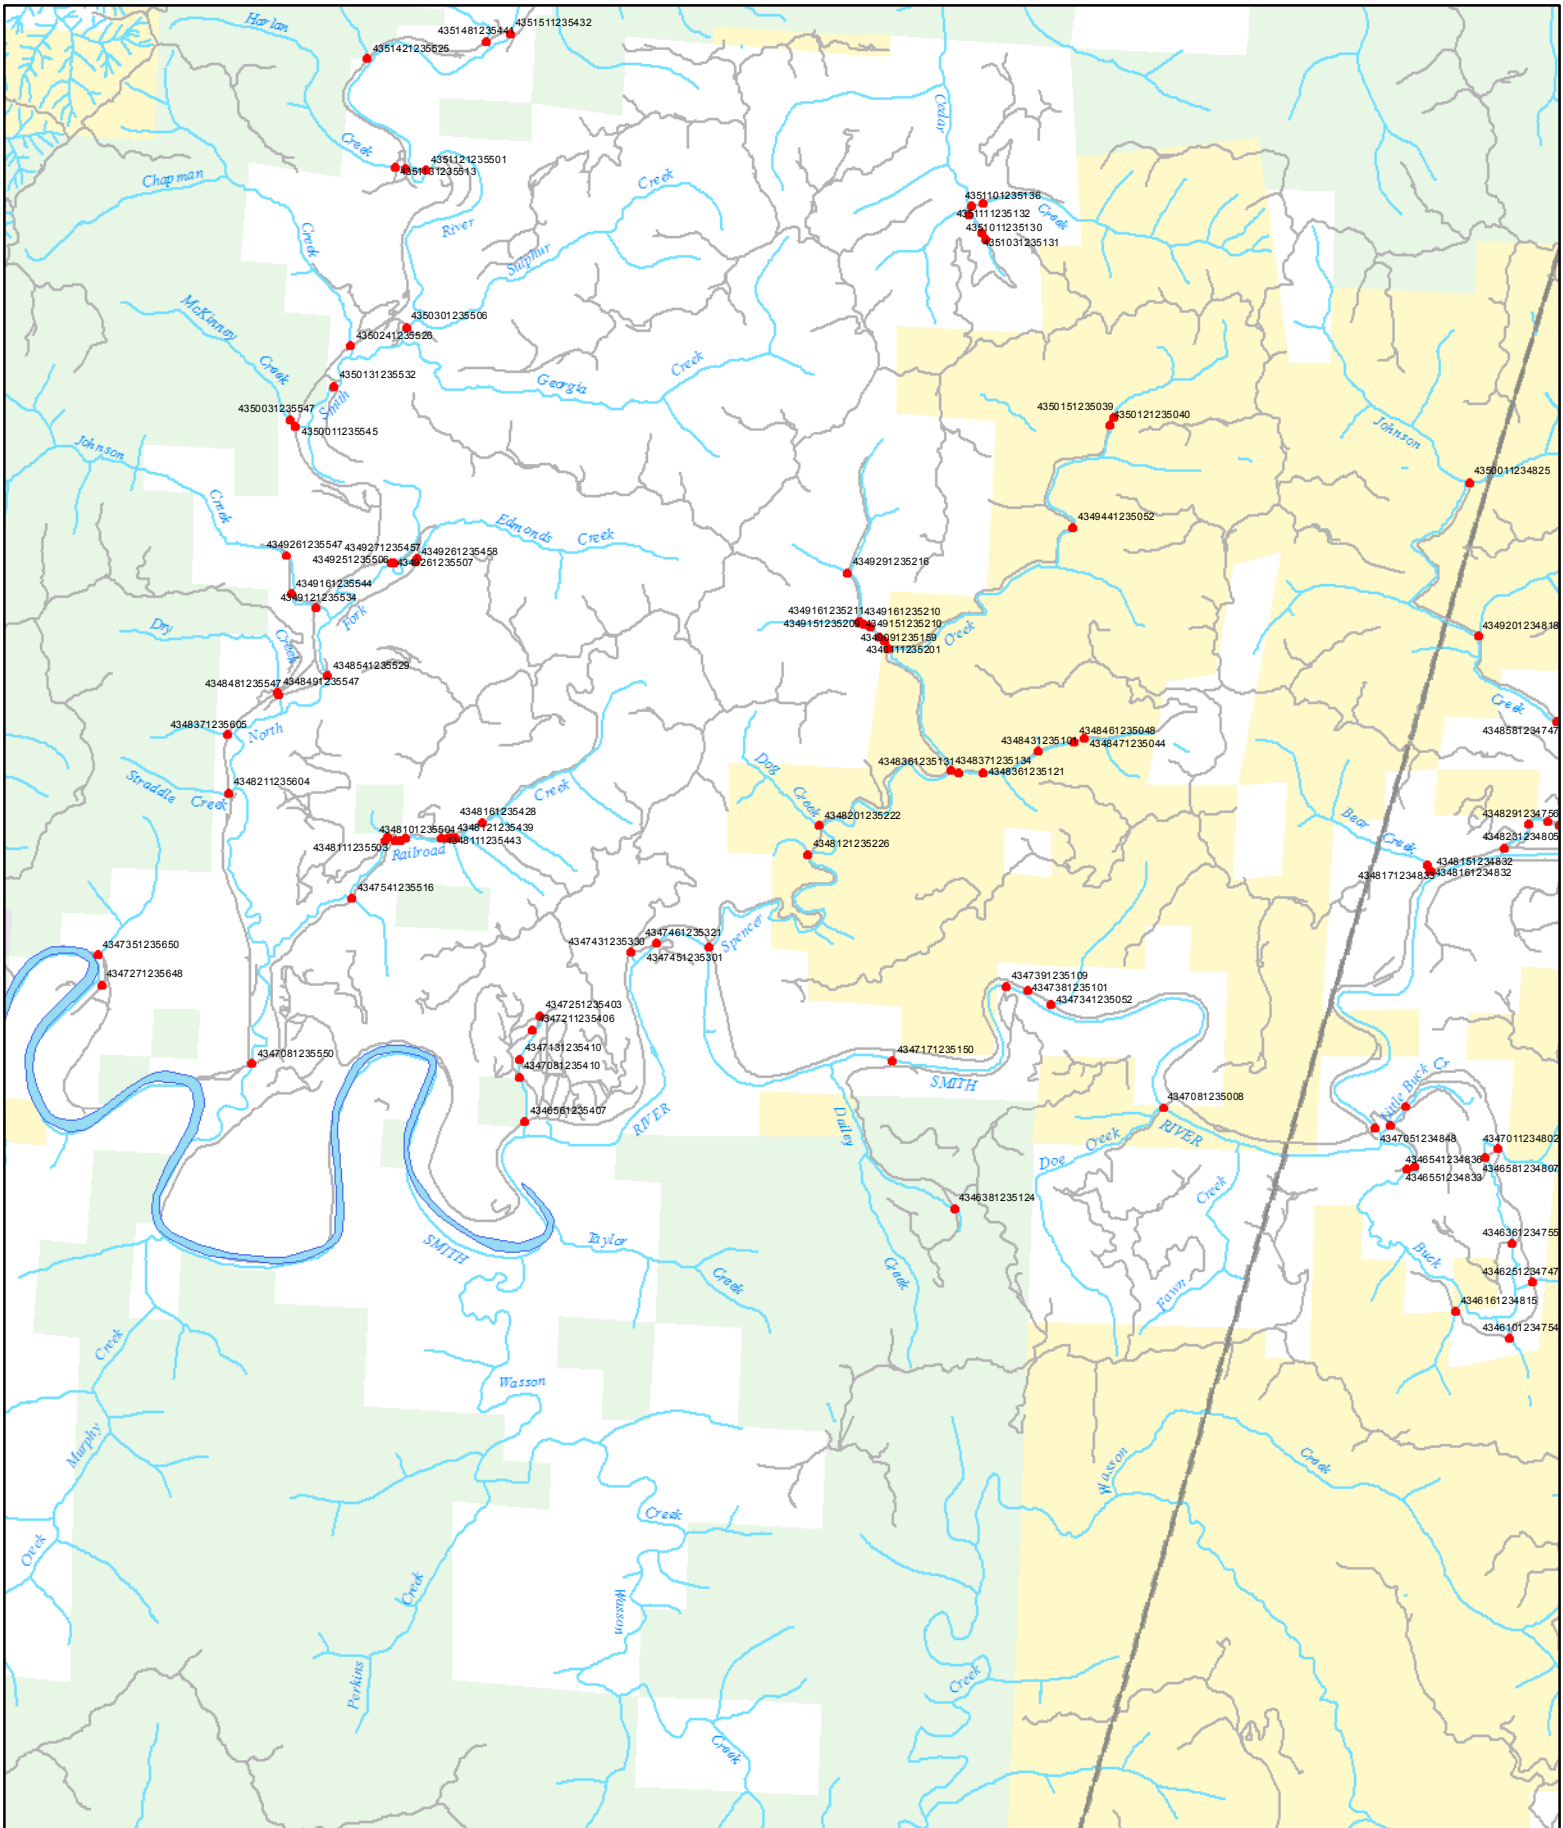 Harlan
4351511235432
4351481235441
4351421235525
Cedar
Creek
4351121235501
4351131235513
Chapman
Creek
4351101235136
4351111235132
Creek
4351011235130
4351031235131
River
Creek
Sulphur
McKinney
4350301235506
4350241235526
Creek
Georgia
Creek
4350131235532
Smith
4350031235547
4350011235545
4350151235039
4350121235040
Johnson
Johnson
4350011234825
Creek
Edmonds
Creek
4349441235052
4349261235547
4349271235457
4349261235458
4349251235506
4349261235507
4349291235216
4349161235544
4349121235534
Fork
4349161235211
4349161235210
4349151235209
4349151235210
4349091235159
4349111235201
Creek
4349201234818
Dry
Creek
4348541235529
4348481235547
4348491235547
Creek
4348581234747
4348371235605
North
4348461235048
4348431235101
4348471235044
Dog
4348361235131
4348371235134
4348361235121
Straddle
Creek
4348211235604
Creek
Creek
4348161235428
4348201235222
4348101235504
4348121235439
4348111235503
4348111235443
Railroad
Bear
Creek
4348291234756
4348231234805
4348121235226
4348151234832
4348171234833
4348161234832
4347541235516
Spencer
4347461235321
4347431235330
4347451235301
4347351235650
4347271235648
4347391235109
4347381235101
4347341235052
4347251235403
4347211235406
4347131235410
4347081235410
4347081235550
4347171235150
SMITH
Little Buck Cr
4346561235407
RIVER
Dailey
4347081235008
RIVER
Doe
Creek
4347051234848
4347011234802
4346541234836
4346581234807
4346551234833
Creek
4346381235124
SMITH
Taylor
Creek
Creek
Fawn
Buck
4346361234755
4346251234747
4346161234815
4346101234754
Creek
Wasson
Murphy
Creek
Wasson
Creek
Creek
Creek
Wasson
Perkins
Creek
Creek